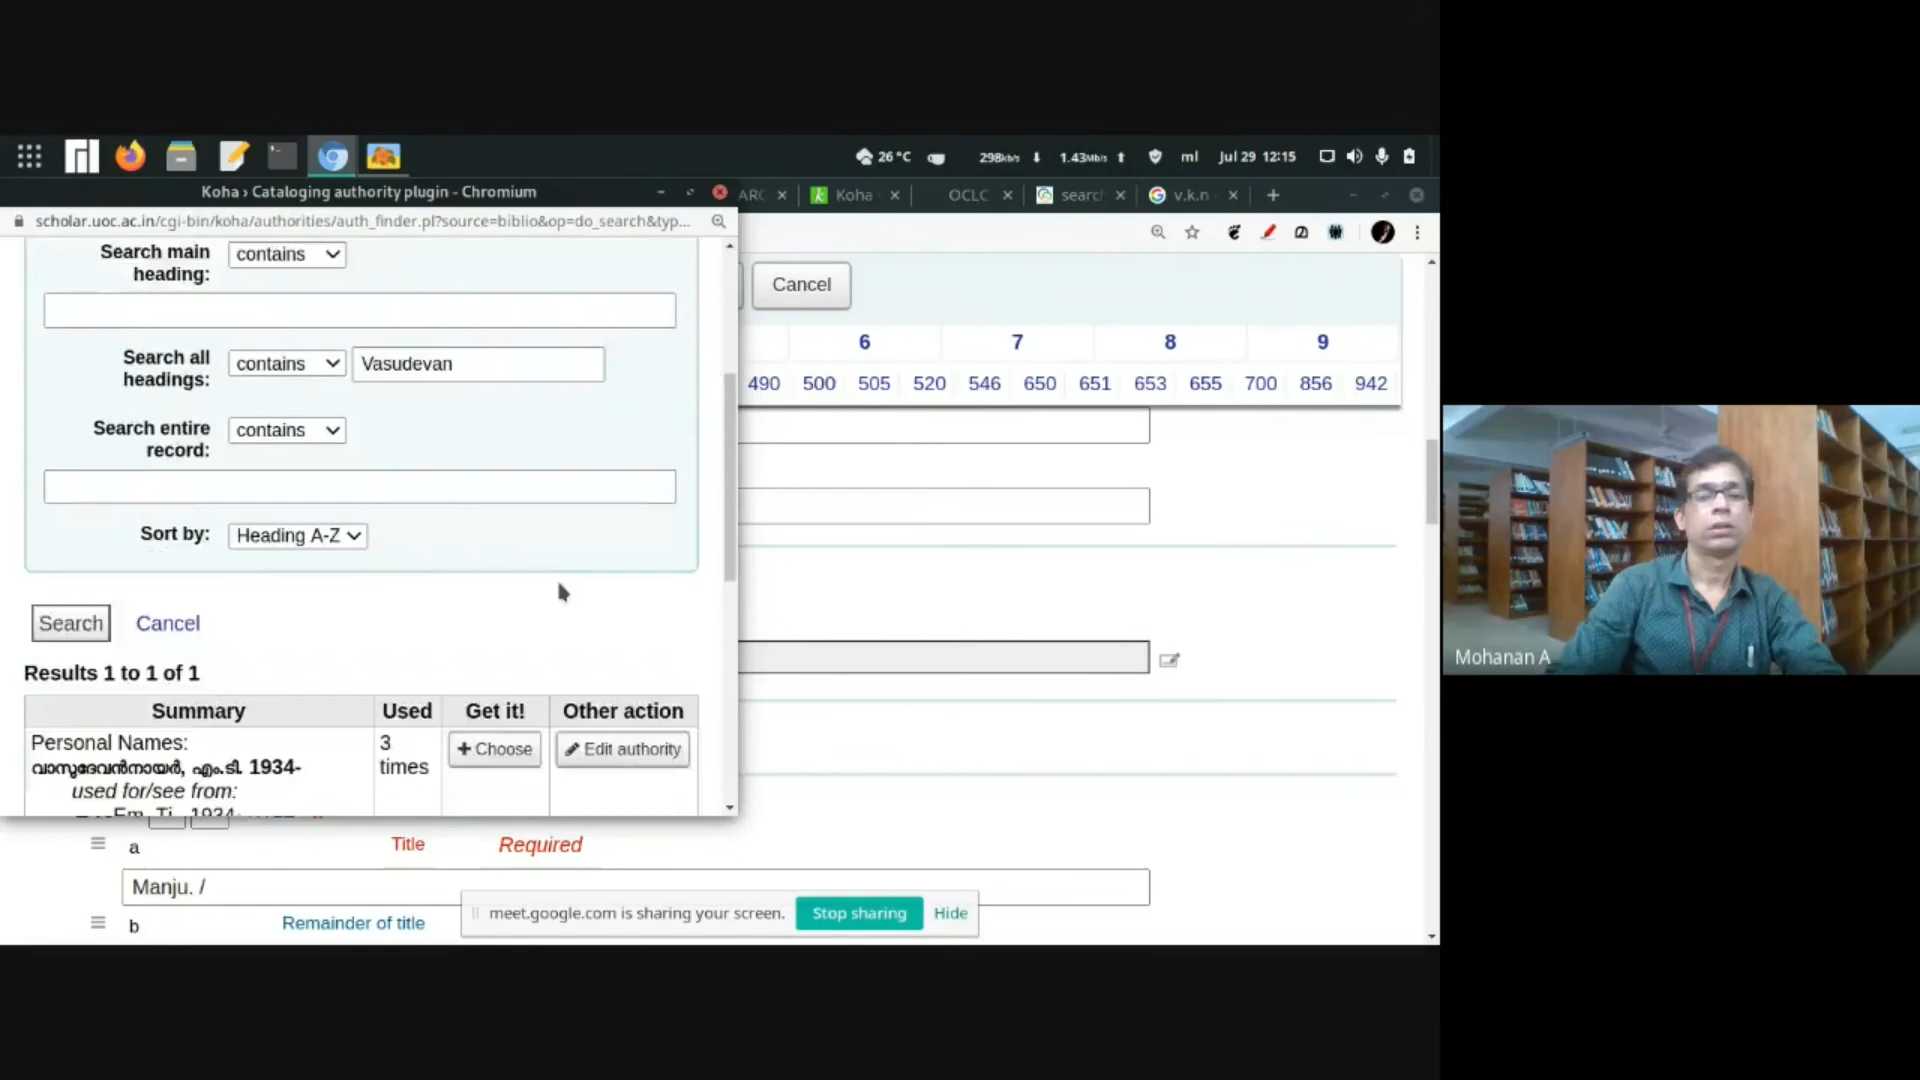 26 °C
298kb/s
1.43Mb/s
ml
Jul 29 12:15
Koha › Cataloging authority plugin - Chromium
Koha
OCLC
searc
v.k.n
scholar.uoc.ac.in/cgi-bin/koha/authorities/auth_finder.pl?source=biblio&op=do_search&typ...
Search main
heading:
contains
Cancel
6 7 8 9
Search all
headings:
contains
Vasudevan
490 500 505 520 546 650 651 653 655 700 856 942
Search entire
record:
contains
Sort by:
Heading A-Z
Search
Cancel
Mohanan A
Results 1 to 1 of 1
Summary Used Get it! Other action
Personal Names:
വാസുദേവൻനായർ, എം.ടി. 1934-
used for/see from:
3
times
+ Choose
Edit authority
a
Title
Required
Manju. /
b
Remainder of title
meet.google.com is sharing your screen.
Stop sharing
Hide